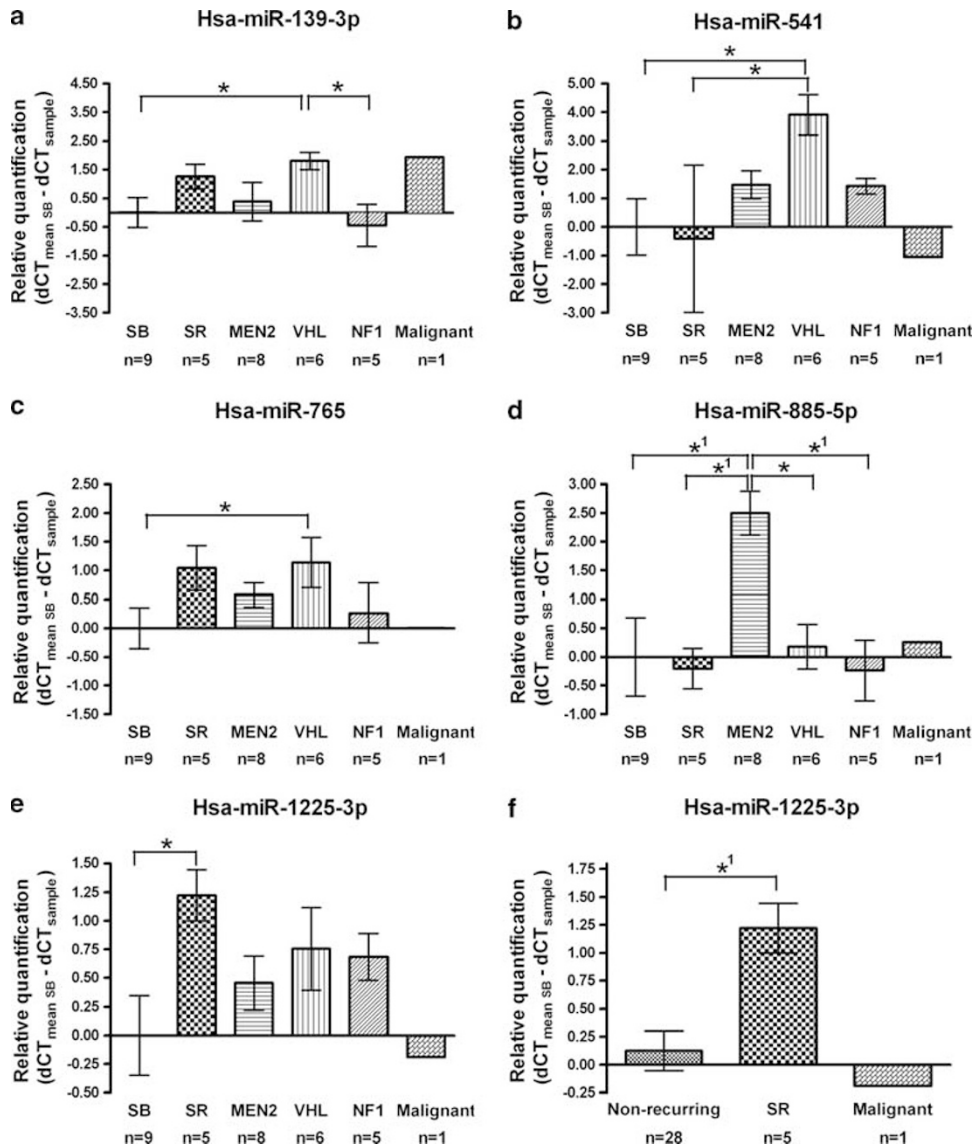 a
Hsa-miR-139-3p
Relative quantification
(dCTmean SB - dCTsample)
4.50
3.50
2.50
1.50
0.50
-0.50
-1.50
-2.50
-3.50
* *
SB SR MEN2 VHL NF1 Malignant
n=9 n=5 n=8 n=6 n=5 n=1
b
Hsa-miR-541
Relative quantification
(dCTmean SB - dCTsample)
5.00
4.00
3.00
2.00
1.00
0.00
-1.00
-2.00
-3.00
*
*
SB SR MEN2 VHL NF1 Malignant
n=9 n=5 n=8 n=6 n=5 n=1
c
Hsa-miR-765
Relative quantification
(dCTmean SB - dCTsample)
3.00
2.50
2.00
1.50
1.00
0.50
0.00
-0.50
-1.00
-1.50
*
SB SR MEN2 VHL NF1 Malignant
n=9 n=5 n=8 n=6 n=5 n=1
d
Hsa-miR-885-5p
Relative quantification
(dCTmean SB - dCTsample)
3.00
2.50
2.00
1.50
1.00
0.50
0.00
-0.50
-1.00
*1 *1
*1 *
SB SR MEN2 VHL NF1 Malignant
n=9 n=5 n=8 n=6 n=5 n=1
e
Hsa-miR-1225-3p
Relative quantification
(dCTmean SB - dCTsample)
1.50
1.25
1.00
0.75
0.50
0.25
0.00
-0.25
-0.50
*
SB SR MEN2 VHL NF1 Malignant
n=9 n=5 n=8 n=6 n=5 n=1
f
Hsa-miR-1225-3p
Relative quantification
(dCTmean SB - dCTsample)
1.75
1.50
1.25
1.00
0.75
0.50
0.25
0.00
-0.25
*1
Non-recurring SR Malignant
n=28 n=5 n=1